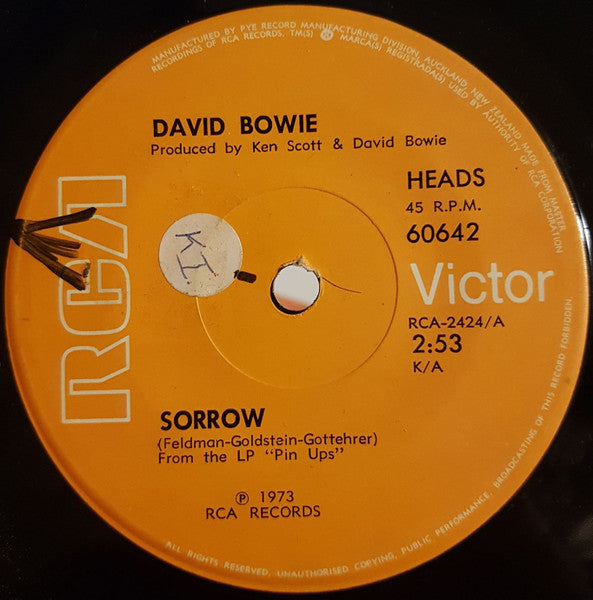 MANUFACTURED BY PYE RECORD MANUFACTURING DIVISION, AUCKLAND, NEW ZEALAND MADE FROM MASTER
RECORDINGS OF RCA RECORDS. TM(S) ® MARCA(S) REGISTRADA(S) USED BY AUTHORITY OF RCA CORPORATION
DAVID BOWIE
Produced by Ken Scott & David Bowie
HEADS
45 R.P.M.
60642
RCA
K.I.
Victor
RCA-2424/A
2:53
K/A
SORROW
(Feldman-Goldstein-Gottehrer)
From the LP "Pin Ups"
℗ 1973
RCA RECORDS
ALL RIGHTS RESERVED. UNAUTHORISED COPYING, PUBLIC PERFORMANCE, BROADCASTING OF THIS RECORD FORBIDDEN.